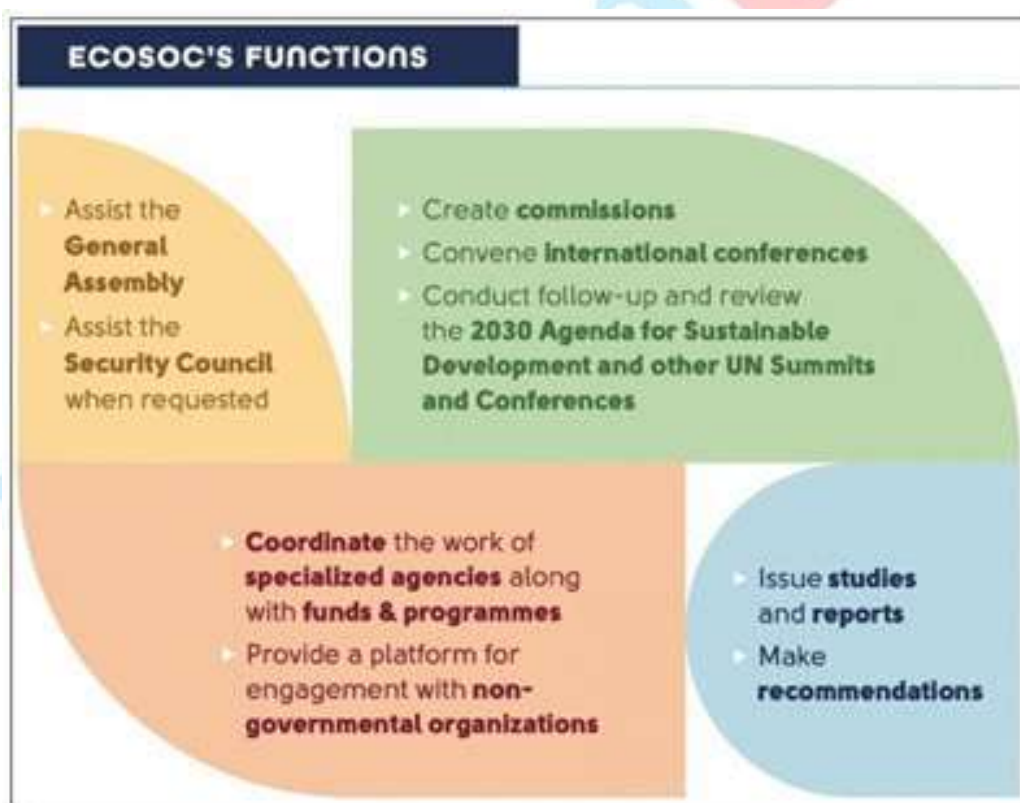 ECOSOC'S FUNCTIONS
Assist the
General
Assembly
Assist the
Security Council
when requested
Create commissions
Convene international conferences
Conduct follow-up and review
the 2030 Agenda for Sustainable
Development and other UN Summits
and Conferences
Coordinate the work of
specialized agencies along
with funds & programmes
Provide a platform for
engagement with non-
governmental organizations
Issue studies
and reports
Make
recommendations